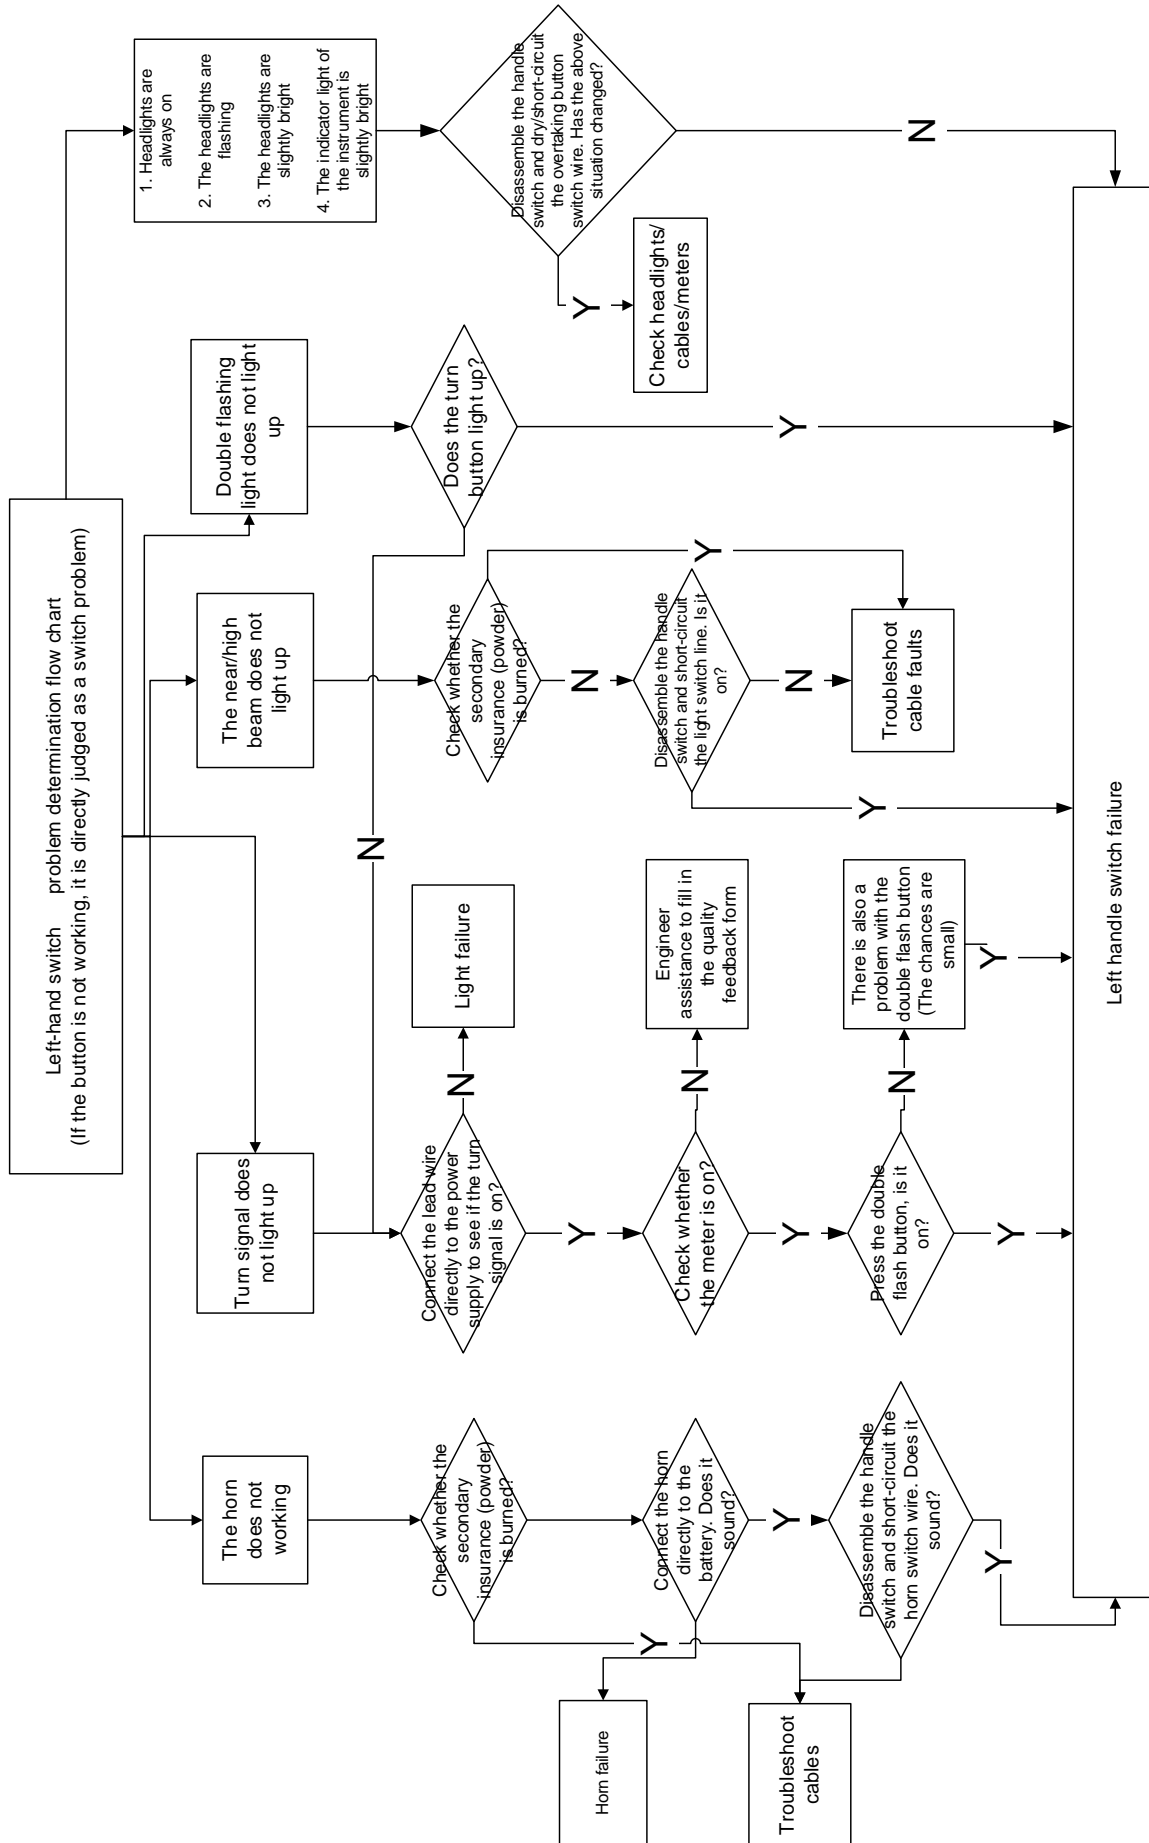 Left-hand switch problem determination flow chart
(If the button is not working, it is directly judged as a switch problem)
The horn
does not
working
Check whether the
secondary
insurance (powder)
is burned?
Y
Connect the horn
directly to the
battery. Does it
sound?
Horn failure
Y
Disassemble the handle
switch and short-circuit the
horn switch wire. Does it
sound?
Troubleshoot
cables
Y
Turn signal does
not light up
Connect the lead wire
directly to the power
supply to see if the turn
signal is on?
N
Light failure
Y
Check whether
the meter is on?
N
Engineer
assistance to fill in
the quality
feedback form
Y
Press the double
flash button, is it
on?
N
There is also a
problem with the
double flash button
(The chances are
small)
Y
Y
The near/high
beam does not
light up
Check whether the
secondary
insurance (powder)
is burned?
Y
N
Disassemble the handle
switch and short-circuit
the light switch line. Is it
on?
N
Troubleshoot
cable faults
Y
Double flashing
light does not light
up
Does the turn
button light up?
N
Y
1. Headlights are
always on
2. The headlights are
flashing
3. The headlights are
slightly bright
4. The indicator light of
the instrument is
slightly bright
Disassemble the handle
switch and dry/short-circuit
the overtaking button
switch wire. Has the above
situation changed?
Y
Check headlights/
cables/meters
N
Left handle switch failure